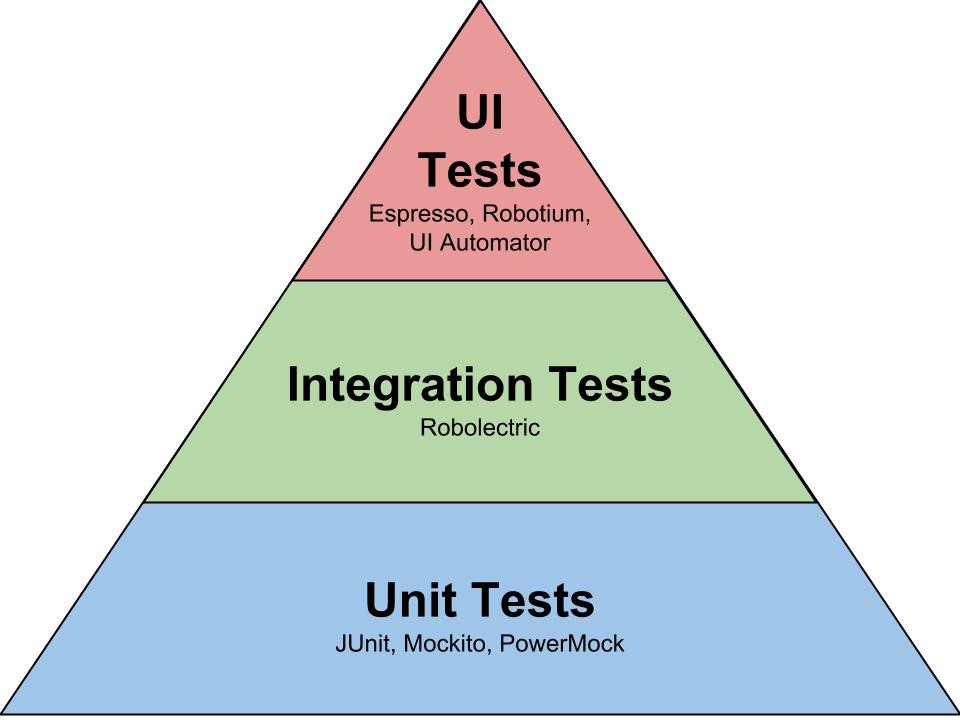 UI
Tests
Espresso, Robotium,
UI Automator
Integration Tests
Robolectric
Unit Tests
JUnit, Mockito, PowerMock